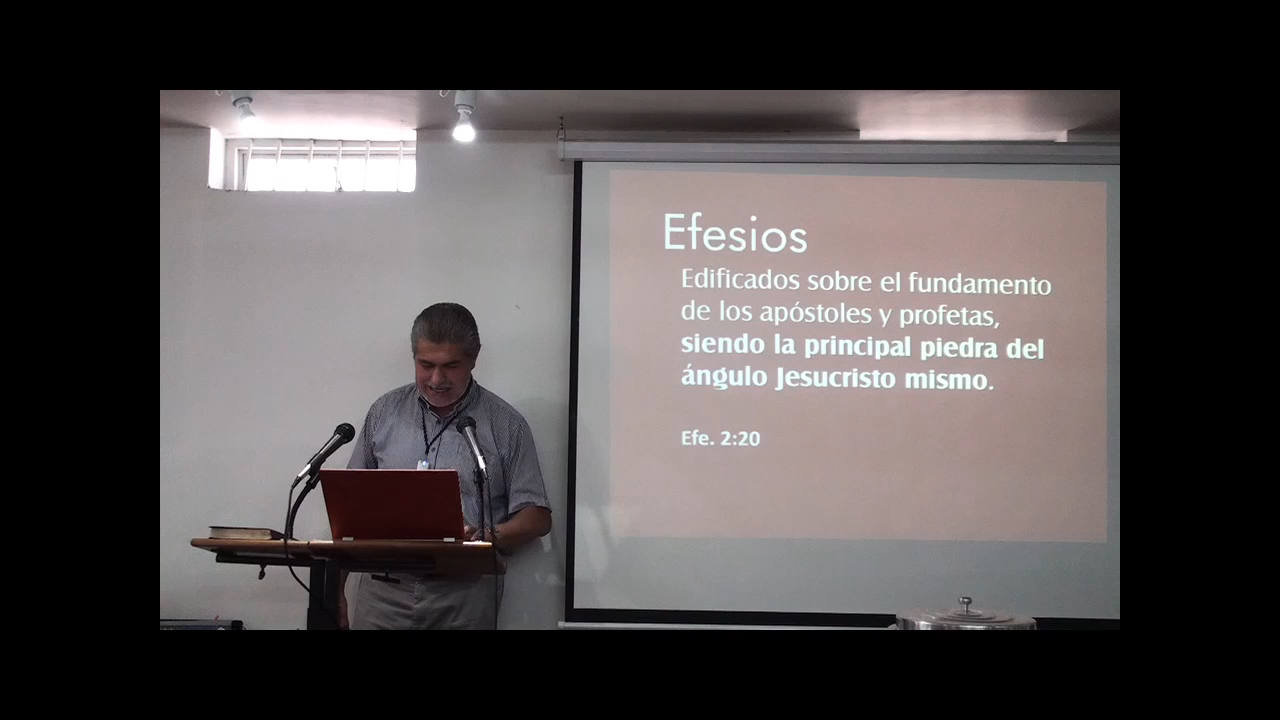 Efesios
Edificados sobre el fundamento
de los apóstoles y profetas,
siendo la principal piedra del
ángulo Jesucristo mismo.
Efe. 2:20